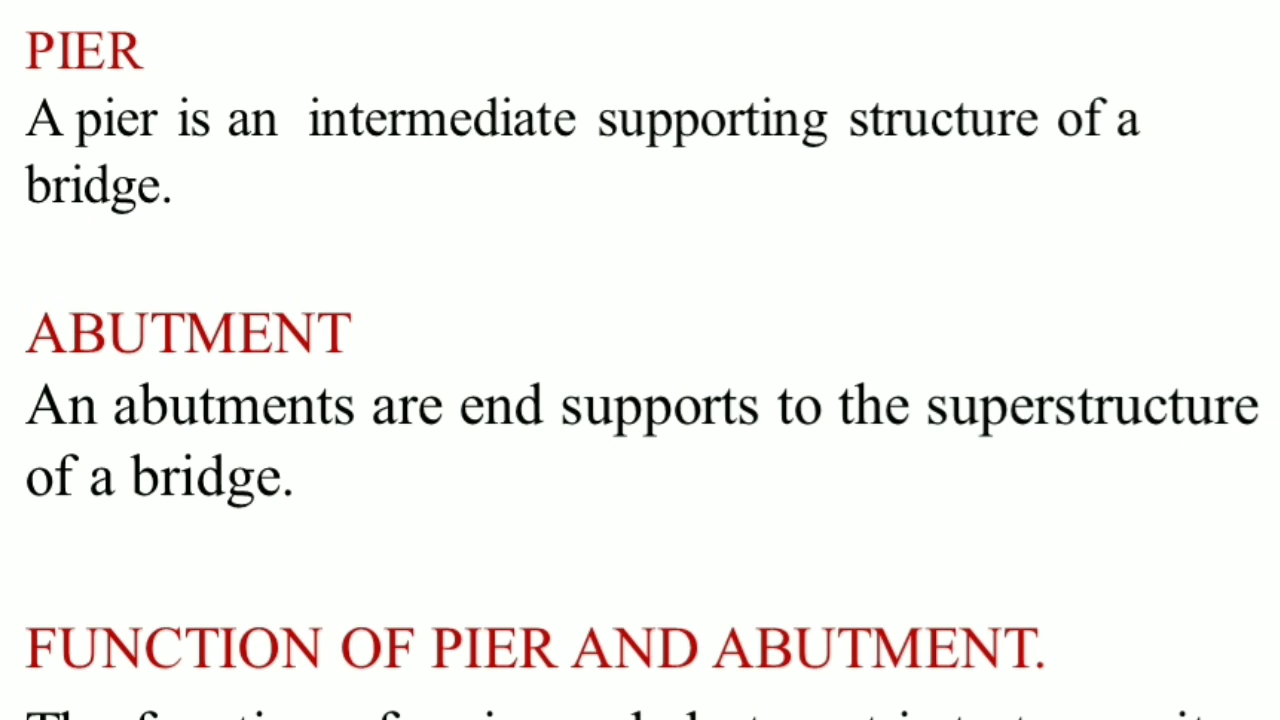 PIER
A pier is an intermediate supporting structure of a
bridge.
ABUTMENT
An abutments are end supports to the superstructure
of a bridge.
FUNCTION OF PIER AND ABUTMENT.